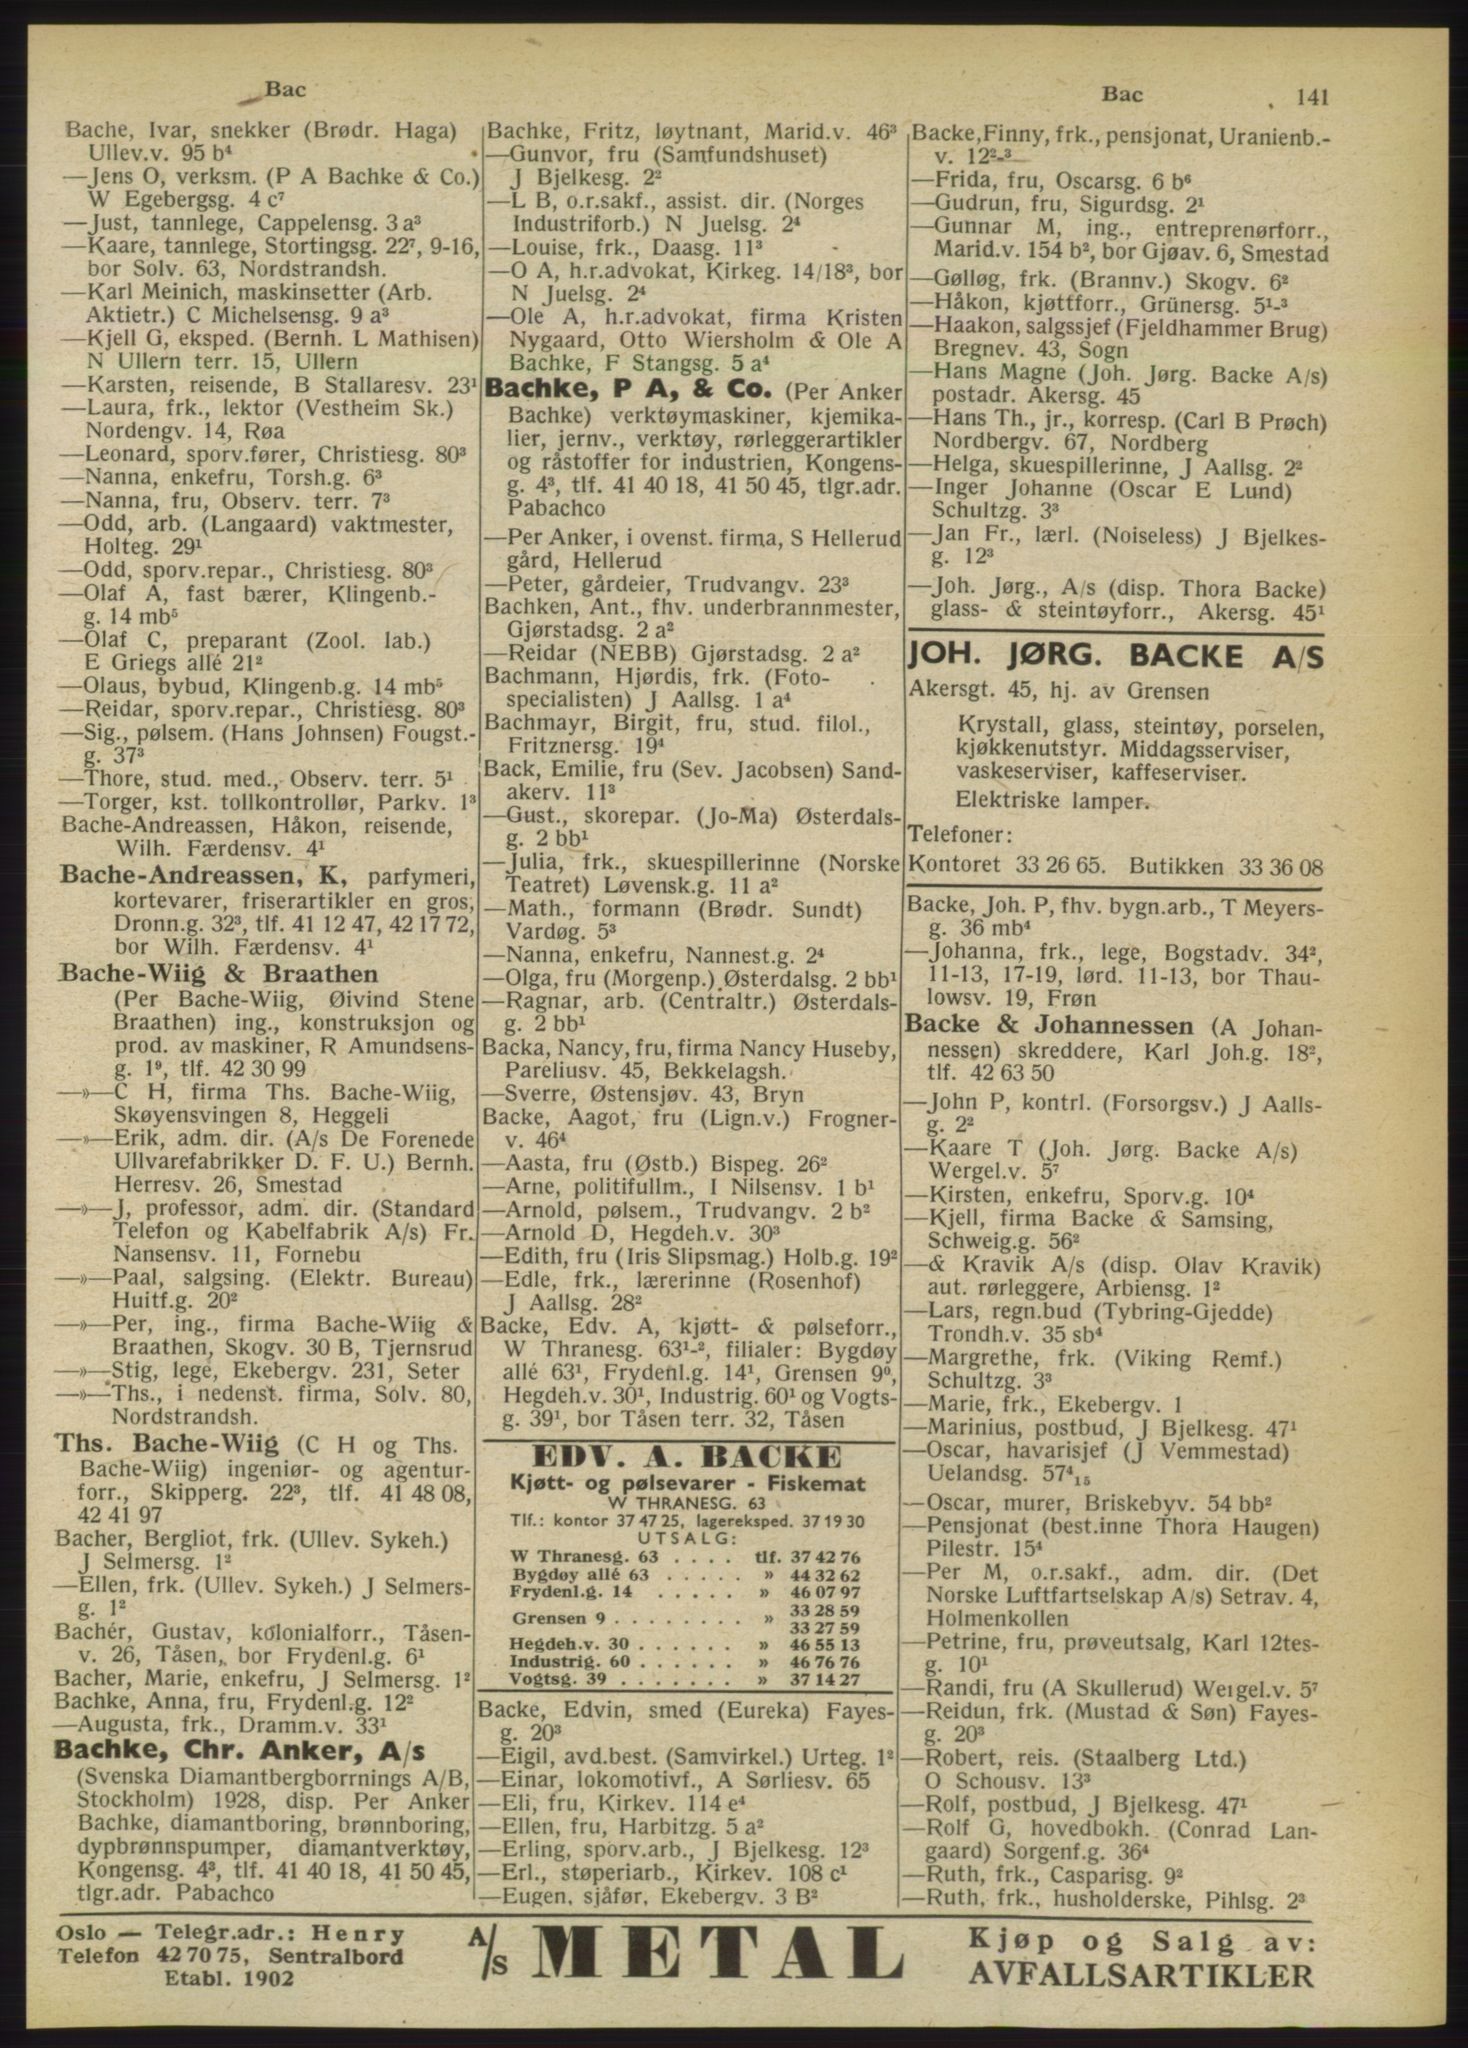 Bac
Bac 141
Bache, Ivar, snekker (Brødr. Haga)
Ullev.v. 95 b⁴
—Jens O, verksm. (P A Bachke & Co.)
W Egebergsg. 4 c⁷
—Just, tannlege, Cappelensg. 3 a³
—Kaare, tannlege, Stortingsg. 22⁷, 9-16,
bor Solv. 63, Nordstrandsh.
—Karl Meinich, maskinsetter (Arb.
Aktietr.) C Michelsensg. 9 a³
—Kjell G, eksped. (Bernh. L Mathisen)
N Ullern terr. 15, Ullern
—Karsten, reisende, B Stallaresv. 23¹
—Laura, frk., lektor (Vestheim Sk.)
Nordengv. 14, Røa
—Leonard, sporv.fører, Christiesg. 80³
—Nanna, enkefru, Torsh.g. 6³
—Nanna, fru, Observ. terr. 7³
—Odd, arb. (Langaard) vaktmester,
Holteg. 29¹
—Odd, sporv.repar., Christiesg. 80³
—Olaf A, fast bærer, Klingenb.-
g. 14 mb⁵
—Olaf C, preparant (Zool. lab.)
E Griegs allé 21²
—Olaus, bybud, Klingenb.g. 14 mb⁵
—Reidar, sporv.repar., Christiesg. 80³
—Sig., pølsem. (Hans Johnsen) Fougst.-
g. 37³
—Thore, stud. med., Observ. terr. 5¹
—Torger, kst. tollkontrollør, Parkv. 1³
Bache-Andreassen, Håkon, reisende,
Wilh. Færdensv. 4¹
Bache-Andreassen, K, parfymeri,
kortevarer, friserartikler en gros,
Dronn.g. 32³, tlf. 41 12 47, 42 17 72,
bor Wilh. Færdensv. 4¹
Bache-Wiig & Braathen
(Per Bache-Wiig, Øivind Stene
Braathen) ing., konstruksjon og
prod. av maskiner, R Amundsens-
g. 1⁹, tlf. 42 30 99
—»—C H, firma Ths. Bache-Wiig,
Skøyensvingen 8, Heggeli
—»—Erik, adm. dir. (A/s De Forenede
Ullvarefabrikker D. F. U.) Bernh.
Herresv. 26, Smestad
—»—J, professor, adm. dir. (Standard
Telefon og Kabelfabrik A/s) Fr.
Nansensv. 11, Fornebu
—»—Paal, salgsing. (Elektr. Bureau)
Huitf.g. 20²
—»—Per, ing., firma Bache-Wiig &
Braathen, Skogv. 30 B, Tjernsrud
—»—Stig, lege, Ekebergv. 231, Seter
—»—Ths., i nedenst. firma, Solv. 80,
Nordstrandsh.
Ths. Bache-Wiig (C H og Ths.
Bache-Wiig) ingeniør- og agentur-
forr., Skipperg. 22³, tlf. 41 48 08,
42 41 97
Bacher, Bergliot, frk. (Ullev. Sykeh.)
J Selmersg. 1²
—Ellen, frk. (Ullev. Sykeh.) J Selmers-
g. 1²
Bachér, Gustav, kolonialforr., Tåsen-
v. 26, Tåsen, bor Frydenl.g. 6¹
Bacher, Marie, enkefru, J Selmersg. 1²
Bachke, Anna, fru, Frydenl.g. 12²
—Augusta, frk., Dramm.v. 33¹
Bachke, Chr. Anker, A/s
(Svenska Diamantbergborrnings A/B,
Stockholm) 1928, disp. Per Anker
Bachke, diamantboring, brønnboring,
dypbrønnspumper, diamantverktøy,
Kongensg. 4³, tlf. 41 40 18, 41 50 45,
tlgr.adr. Pabachco
Bachke, Fritz, løytnant, Marid.v. 46³
—Gunvor, fru (Samfundshuset)
J Bjelkesg. 2²
—L B, o.r.sakf., assist. dir. (Norges
Industriforb.) N Juelsg. 2⁴
—Louise, frk., Daasg. 11³
—O A, h.r.advokat, Kirkeg. 14/18³, bor
N Juelsg. 2⁴
—Ole A, h.r.advokat, firma Kristen
Nygaard, Otto Wiersholm & Ole A
Bachke, F Stangsg. 5 a⁴
Bachke, P A, & Co. (Per Anker
Bachke) verktøymaskiner, kjemika-
lier, jernv., verktøy, rørleggerartikler
og råstoffer for industrien, Kongens-
g. 4³, tlf. 41 40 18, 41 50 45, tlgr.adr.
Pabachco
—Per Anker, i ovenst. firma, S Hellerud
gård, Hellerud
—Peter, gårdeier, Trudvangv. 23³
Bachken, Ant., fhv. underbrannmester,
Gjørstadsg. 2 a²
—Reidar (NEBB) Gjørstadsg. 2 a²
Bachmann, Hjørdis, frk. (Foto-
specialisten) J Aallsg. 1 a⁴
Bachmayr, Birgit, fru, stud. filol.,
Fritznersg. 19⁴
Back, Emilie, fru (Sev. Jacobsen) Sand-
akerv. 11³
—Gust., skorepar. (Jo-Ma) Østerdals-
g. 2 bb¹
—Julia, frk., skuespillerinne (Norske
Teatret) Løvensk.g. 11 a²
—Math., formann (Brødr. Sundt)
Vardøg. 5³
—Nanna, enkefru, Nannest.g. 2⁴
—Olga, fru (Morgenp.) Østerdalsg. 2 bb¹
—Ragnar, arb. (Centraltr.) Østerdals-
g. 2 bb¹
Backa, Nancy, fru, firma Nancy Huseby,
Pareliusv. 45, Bekkelagsh.
—Sverre, Østensjøv. 43, Bryn
Backe, Aagot, fru (Lign.v.) Frogner-
v. 46⁴
—Aasta, fru (Østb.) Bispeg. 26²
—Arne, politifullm., I Nilsensv. 1 b¹
—Arnold, pølsem., Trudvangv. 2 b²
—Arnold D, Hegdeh.v. 30³
—Edith, fru (Iris Slipsmag.) Holb.g. 19²
—Edle, frk., lærerinne (Rosenhof)
J Aallsg. 28²
Backe, Edv. A, kjøtt- & pølseforr.,
W Thranesg. 63¹-², filialer: Bygdøy
allé 63¹, Frydenl.g. 14¹, Grensen 9⁰,
Hegdeh.v. 30¹, Industrig. 60¹ og Vogts-
g. 39¹, bor Tåsen terr. 32, Tåsen
EDV. A. BACKE
Kjøtt- og pølsevarer - Fiskemat
W THRANESG. 63
Tlf.: kontor 37 47 25, lagereksped. 37 19 30
UTSALG:
W Thranesg. 63 . . . . tlf. 37 42 76
Bygdøy allé 63 . . . . . » 44 32 62
Frydenl.g. 14 . . . . . » 46 07 97
Grensen 9 . . . . . . . . » 33 28 59
33 27 59
Hegdeh.v. 30 . . . . . . » 46 55 13
Industrig. 60 . . . . . . » 46 76 76
Vogtsg. 39 . . . . . . . » 37 14 27
Backe, Edvin, smed (Eureka) Fayes-
g. 20³
—Eigil, avd.best. (Samvirkel.) Urteg. 1²
—Einar, lokomotivf., A Sørliesv. 65
—Eli, fru, Kirkev. 114 e⁴
—Ellen, fru, Harbitzg. 5 a²
—Erling, sporv.arb., J Bjelkesg. 12³
—Erl., støperiarb., Kirkev. 108 c¹
—Eugen, sjåfør, Ekebergv. 3 B²
Backe, Finny, frk., pensjonat, Uranienb.-
v. 12²-³
—Frida, fru, Oscarsg. 6 b⁶
—Gudrun, fru, Sigurdsg. 2¹
—Gunnar M, ing., entreprenørforr.,
Marid.v. 154 b², bor Gjøav. 6, Smestad
—Gølløg, frk. (Brannv.) Skogv. 6²
—Håkon, kjøttforr., Grünersg. 5¹-³
—Haakon, salgssjef (Fjeldhammer Brug)
Bregnev. 43, Sogn
—Hans Magne (Joh. Jørg. Backe A/s)
postadr. Akersg. 45
—Hans Th., jr., korresp. (Carl B Prøch)
Nordbergv. 67, Nordberg
—Helga, skuespillerinne, J Aallsg. 2²
—Inger Johanne (Oscar E Lund)
Schultzg. 3³
—Jan Fr., lærl. (Noiseless) J Bjelkes-
g. 12³
—Joh. Jørg., A/s (disp. Thora Backe)
glass- & steintøyforr., Akersg. 45¹
JOH. JØRG. BACKE A/S
Akersgt. 45, hj. av Grensen
Krystall, glass, steintøy, porselen,
kjøkkenutstyr. Middagsserviser,
vaskeserviser, kaffeserviser.
Elektriske lamper.
Telefoner:
Kontoret 33 26 65. Butikken 33 36 08
Backe, Joh. P, fhv. bygn.arb., T Meyers-
g. 36 mb⁴
—Johanna, frk., lege, Bogstadv. 34²,
11-13, 17-19, lørd. 11-13, bor Thau-
lowsv. 19, Frøn
Backe & Johannessen (A Johan-
nessen) skreddere, Karl Joh.g. 18²,
tlf. 42 63 50
—John P, kontrl. (Forsorgsv.) J Aalls-
g. 2²
—Kaare T (Joh. Jørg. Backe A/s)
Wergel.v. 5⁷
—Kirsten, enkefru, Sporv.g. 10⁴
—Kjell, firma Backe & Samsing,
Schweig.g. 56²
—& Kravik A/s (disp. Olav Kravik)
aut. rørleggere, Arbiensg. 1²
—Lars, regn.bud (Tybring-Gjedde)
Trondh.v. 35 sb⁴
—Margrethe, frk. (Viking Remf.)
Schultzg. 3³
—Marie, frk., Ekebergv. 1
—Marinius, postbud, J Bjelkesg. 47¹
—Oscar, havarisjef (J Vemmestad)
Uelandsg. 57⁴₁₅
—Oscar, murer, Briskebyv. 54 bb²
—Pensjonat (best.inne Thora Haugen)
Pilestr. 15⁴
—Per M, o.r.sakf., adm. dir. (Det
Norske Luftfartselskap A/s) Setrav. 4,
Holmenkollen
—Petrine, fru, prøveutsalg, Karl 12tes-
g. 10¹
—Randi, fru (A Skullerud) Wergel.v. 5⁷
—Reidun, frk. (Mustad & Søn) Fayes-
g. 20³
—Robert, reis. (Staalberg Ltd.)
O Schousv. 13³
—Rolf, postbud, J Bjelkesg. 47¹
—Rolf G, hovedbokh. (Conrad Lan-
gaard) Sorgenf.g. 36⁴
—Ruth, frk., Casparisg. 9²
—Ruth, frk., husholderske, Pihlsg. 2³
Oslo — Telegr.adr.: Henry
Telefon 42 70 75, Sentralbord
Etabl. 1902
A/s METAL
Kjøp og Salg av:
AVFALLSARTIKLER